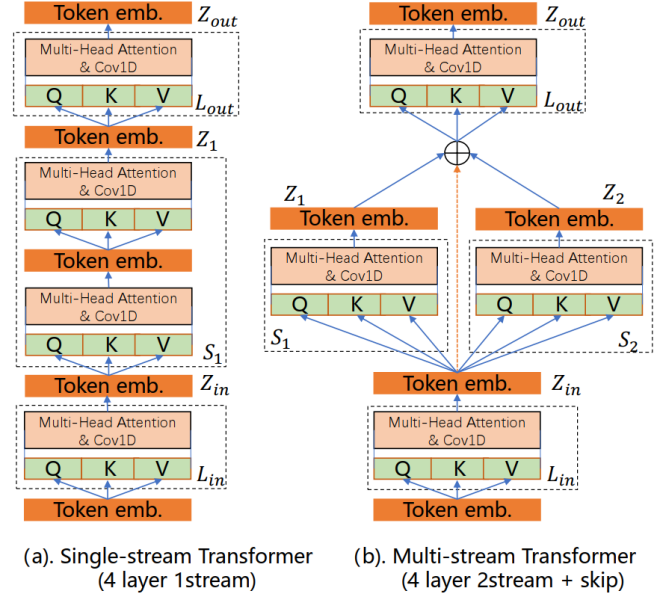 Token emb. Z_out
Multi-Head Attention
& Cov1D
Q K V L_out
Token emb. Z_1
Multi-Head Attention
& Cov1D
Q K V
Token emb.
Multi-Head Attention
& Cov1D
Q K V S_1
Token emb. Z_in
Multi-Head Attention
& Cov1D
Q K V L_in
Token emb.
(a). Single-stream Transformer
(4 layer 1stream)
Token emb. Z_out
Multi-Head Attention
& Cov1D
Q K V L_out
Z_1
Token emb.
Multi-Head Attention
& Cov1D
Q K V
S_1
Z_2
Token emb.
Multi-Head Attention
& Cov1D
Q K V
S_2
Token emb. Z_in
Multi-Head Attention
& Cov1D
Q K V L_in
Token emb.
(b). Multi-stream Transformer
(4 layer 2stream + skip)